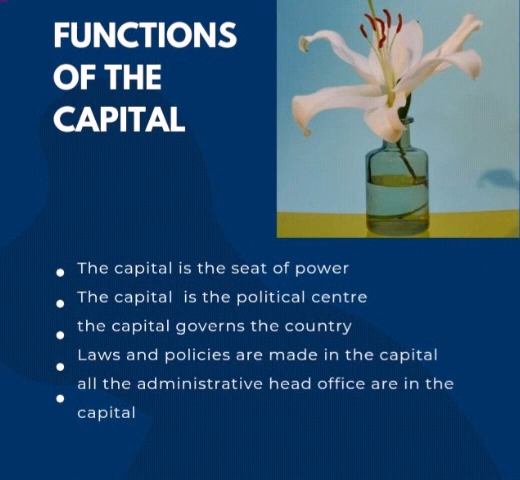 FUNCTIONS
OF THE
CAPITAL
The capital is the seat of power
The capital  is the political centre
the capital governs the country
Laws and policies are made in the capital
all the administrative head office are in the
capital